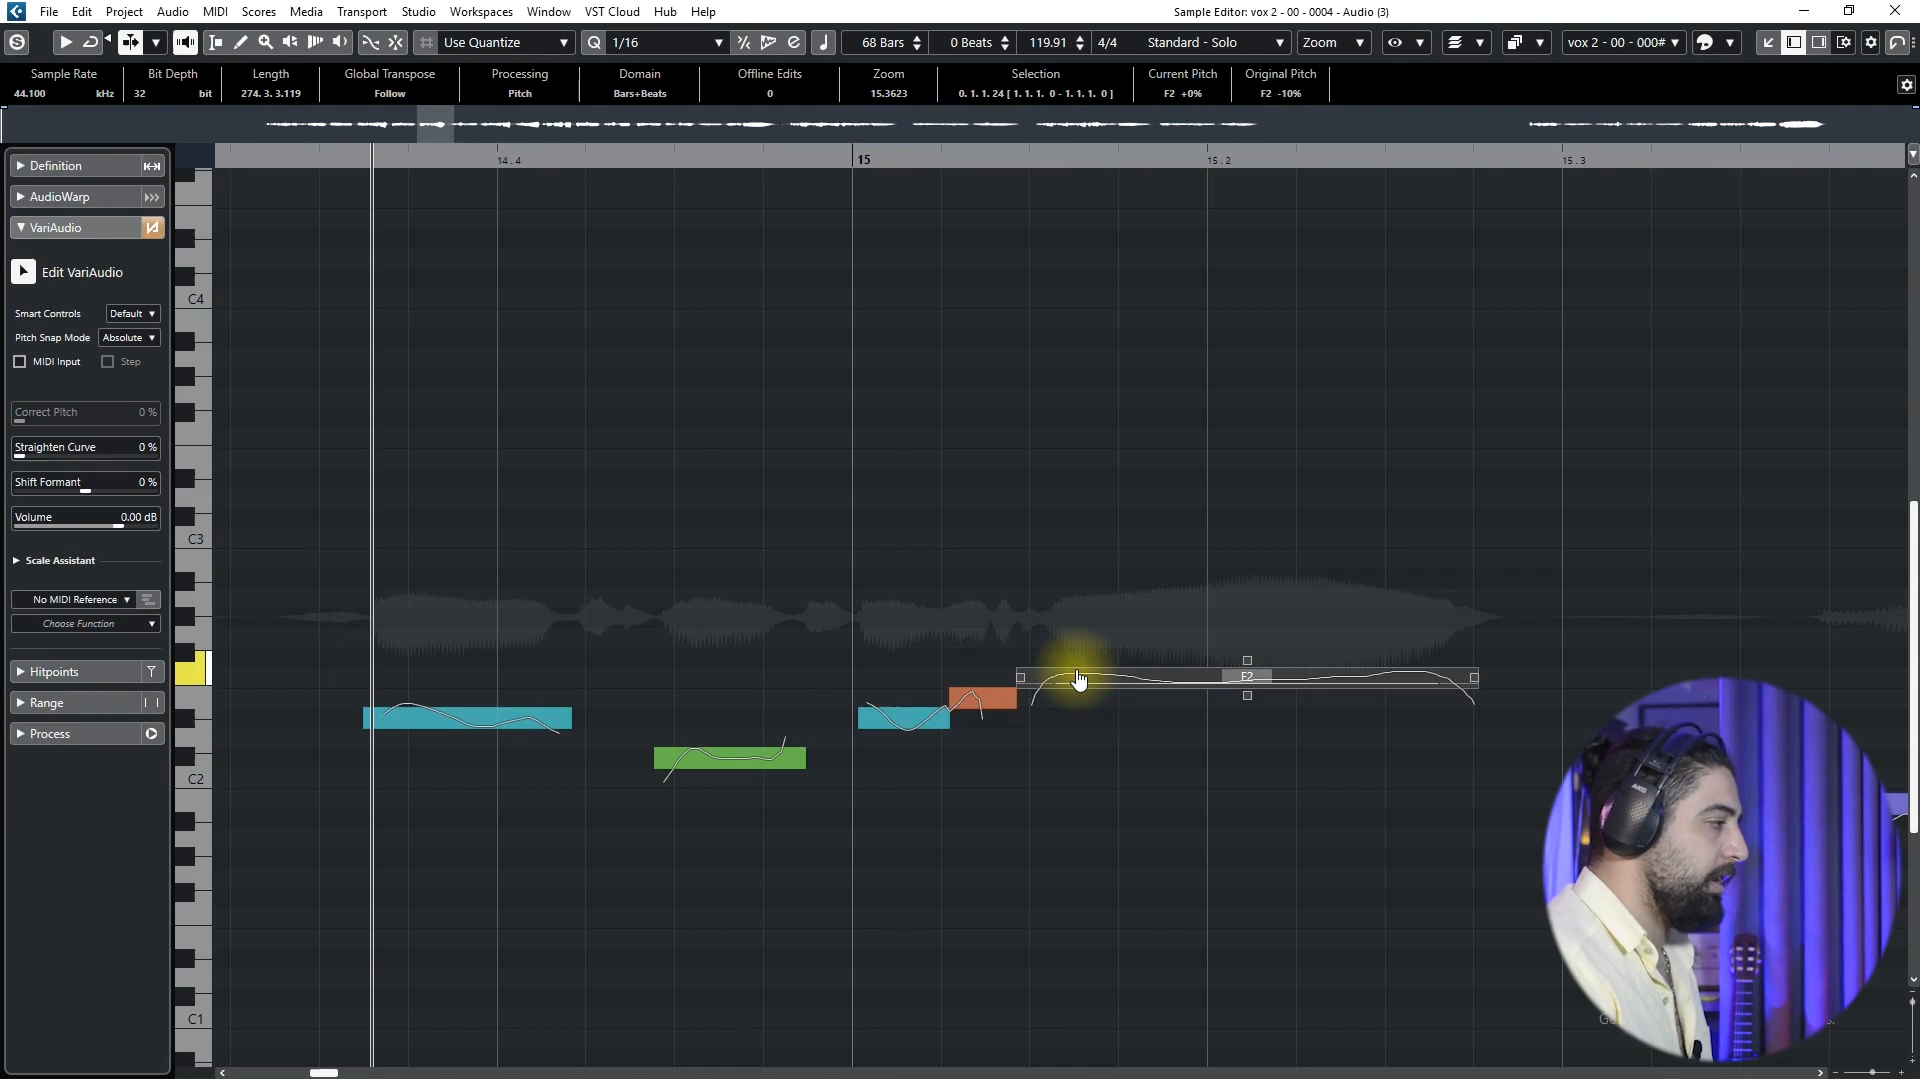 File Edit Project Audio MIDI Scores Media Transport Studio Workspaces Window VST Cloud Hub Help
Sample Editor: vox 2 - 00 - 0004 - Audio (3)
Use Quantize 1/16 68 Bars 0 Beats 119.91 4/4 Standard - Solo Zoom vox 2 - 00 - 000#
Sample Rate Bit Depth Length Global Transpose Processing Domain Offline Edits Zoom Selection Current Pitch Original Pitch
44.100 kHz 32 bit 274. 3. 3.119 Follow Pitch Bars+Beats 0 15.3623 0. 1. 1. 24 [ 1. 1. 1. 0 - 1. 1. 1. 0 ] F2 +0% F2 -10%
14. 4 15 15. 2 15. 3
Definition
AudioWarp
VariAudio
Edit VariAudio
Smart Controls Default
Pitch Snap Mode Absolute
MIDI Input Step
Correct Pitch 0 %
Straighten Curve 0 %
Shift Formant 0 %
Volume 0.00 dB
Scale Assistant
No MIDI Reference
Choose Function
Hitpoints
Range
Process
C4
C3
C2
C1
F2